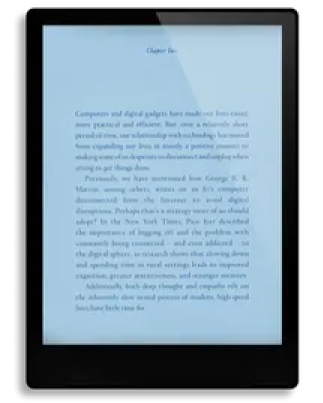 Chapter Two
Computers and digital gadgets have made our lives easier,
more practical and efficient. But over a relatively short
period of time, our relationship with technology has moved
from expanding our lives in mostly a positive manner to
making some of us desperate to disconnect and unplug when
trying to get things done.
Previously, we have mentioned how George R. R.
Martin, among others, writes on an 80's computer
disconnected from the Internet to avoid digital
disruptions. Perhaps that's a strategy more of us should
adopt? In the New York Times, Pico Iyer described
the importance of logging off and the problem with
constantly being connected – and even addicted – to
the digital sphere, as research shows that slowing down
and spending time in rural settings leads to improved
cognition, greater attentiveness, and stronger memories.
Additionally, both deep thought and empathy rely on
the inherently slow neural process of modern, high-speed
lives have little time for